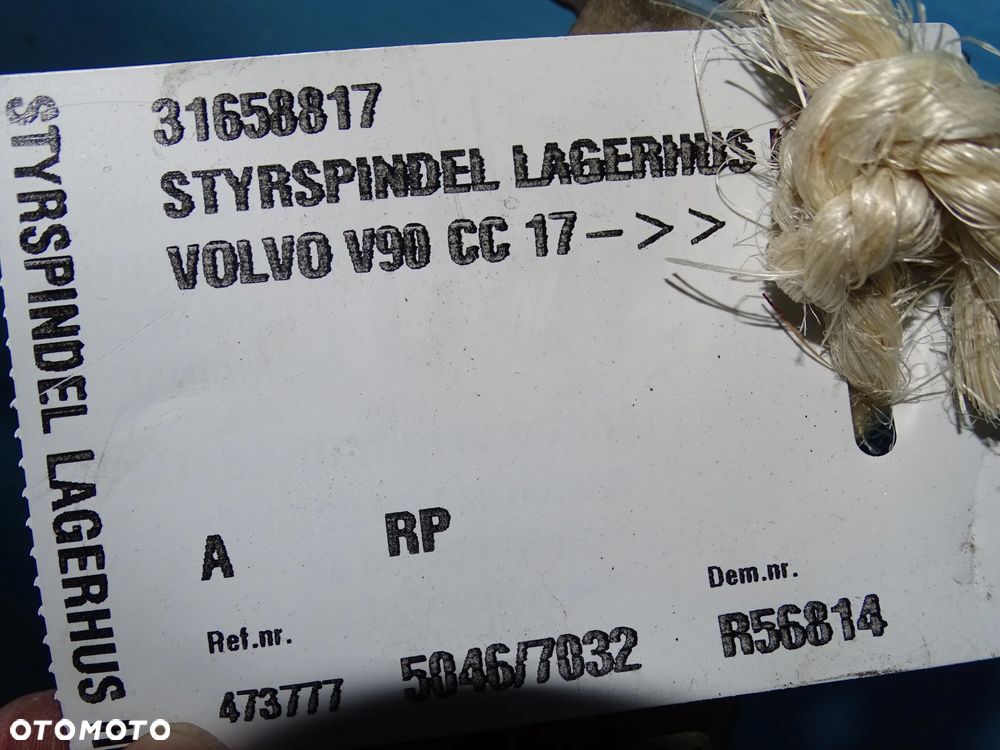 31658817
STYRSPINDEL LAGERHUS
VOLVO V90 CC 17-->>
A RP
Dem.nr.
Ref.nr. 5046/7032 R56814
473777
STYRSPINDEL LAGERHUS
OTOMOTO